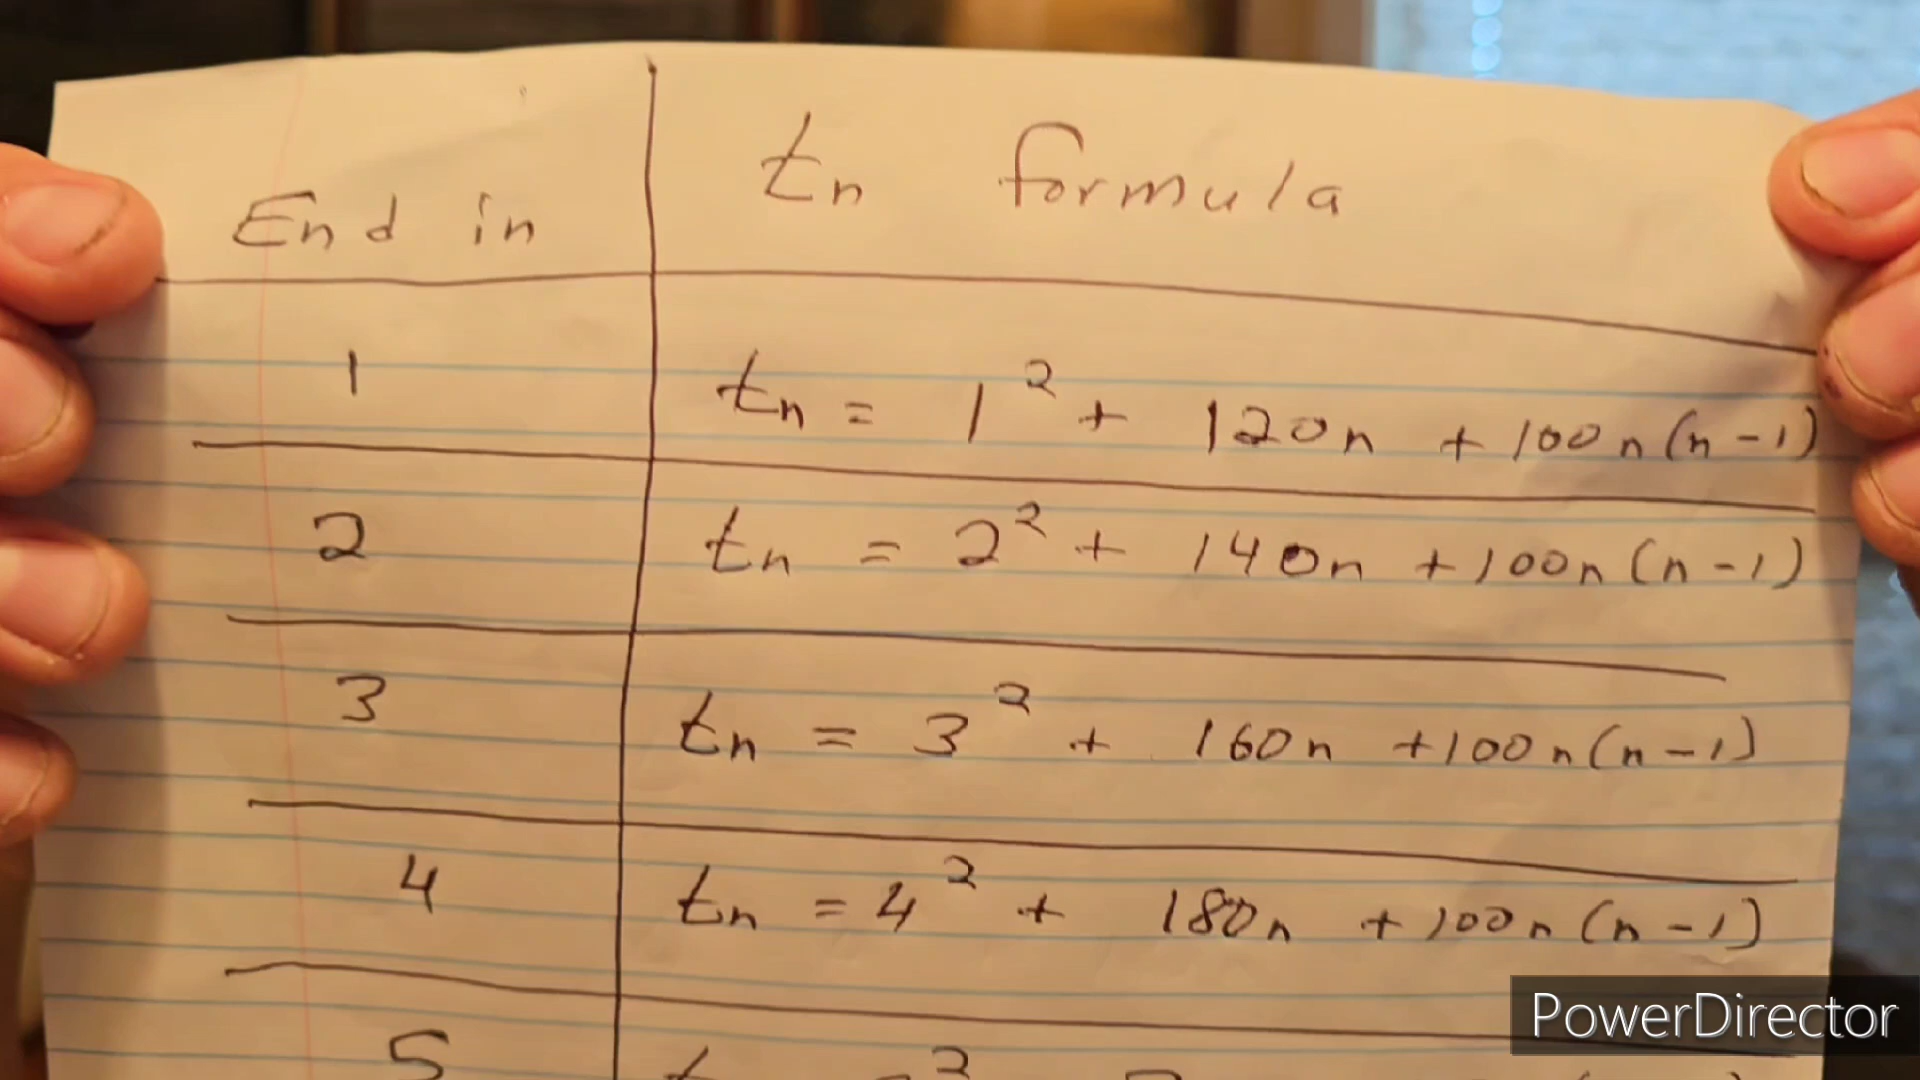 End in tn formula
1 tn = 1² + 120n + 100n(n-1)
2 tn = 2² + 140n + 100n(n-1)
3 tn = 3² + 160n + 100n(n-1)
4 tn = 4² + 180n + 100n(n-1)
5
PowerDirector